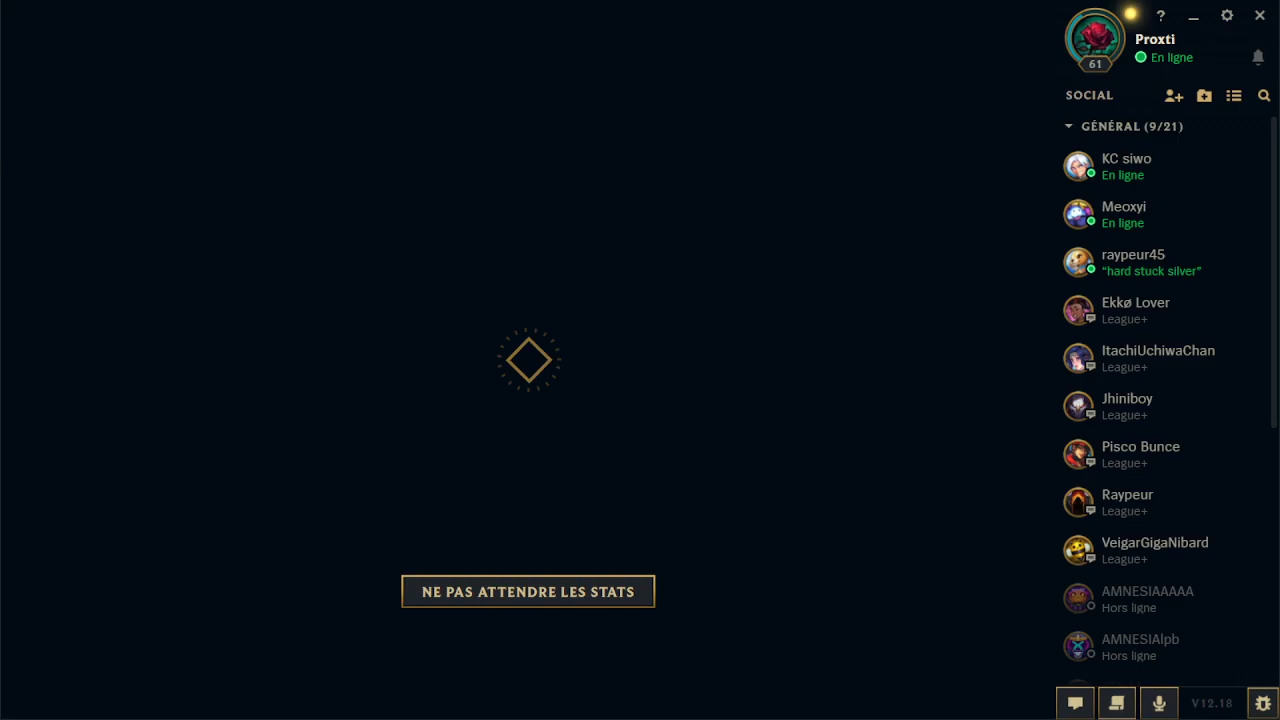 ?
Proxti
61
En ligne
SOCIAL
GÉNÉRAL (9/21)
KC siwo
En ligne
Meoxyi
En ligne
raypeur45
“hard stuck silver”
Ekkø Lover
League+
ItachiUchiwaChan
League+
Jhiniboy
League+
Pisco Bunce
League+
Raypeur
League+
VeigarGigaNibard
League+
NE PAS ATTENDRE LES STATS
AMNESIAAAAA
Hors ligne
AMNESIAlpb
Hors ligne
V12.18